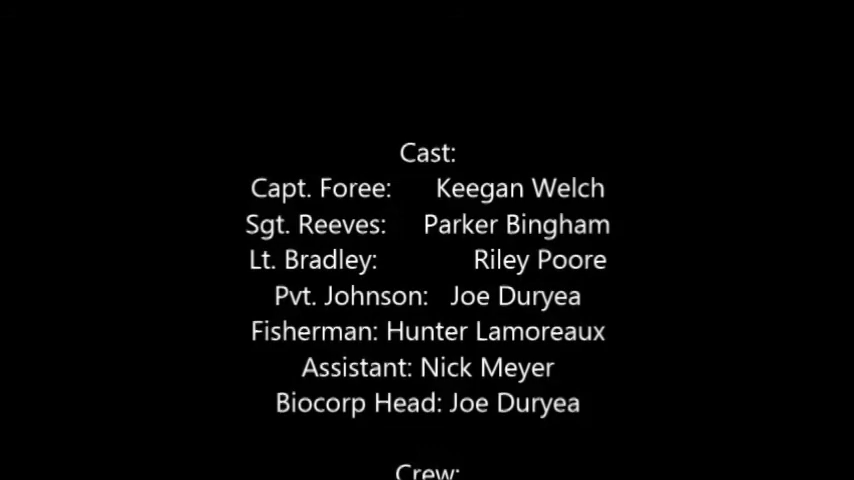 Cast:
Capt. Foree: Keegan Welch
Sgt. Reeves: Parker Bingham
Lt. Bradley: Riley Poore
Pvt. Johnson: Joe Duryea
Fisherman: Hunter Lamoreaux
Assistant: Nick Meyer
Biocorp Head: Joe Duryea
Crew: